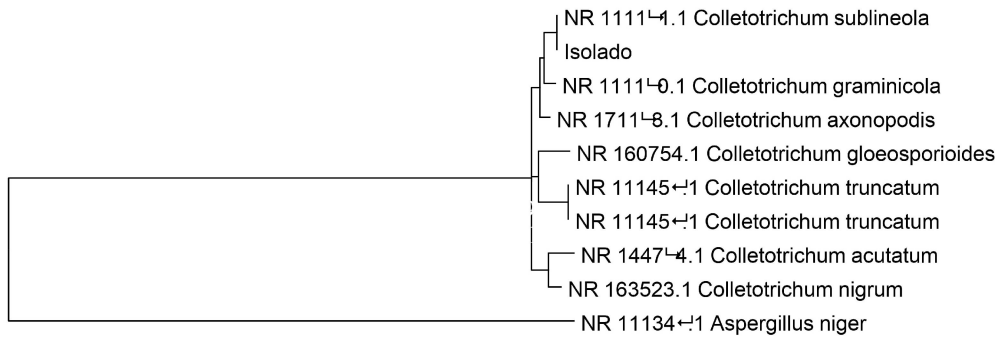 NR 1111↳1.1 Colletotrichum sublineola
Isolado
NR 1111↳0.1 Colletotrichum graminicola
NR 1711↳8.1 Colletotrichum axonopodis
NR 160754.1 Colletotrichum gloeosporioides
NR 11145↵.1 Colletotrichum truncatum
NR 11145↵.1 Colletotrichum truncatum
NR 1447↳4.1 Colletotrichum acutatum
NR 163523.1 Colletotrichum nigrum
NR 11134↵.1 Aspergillus niger